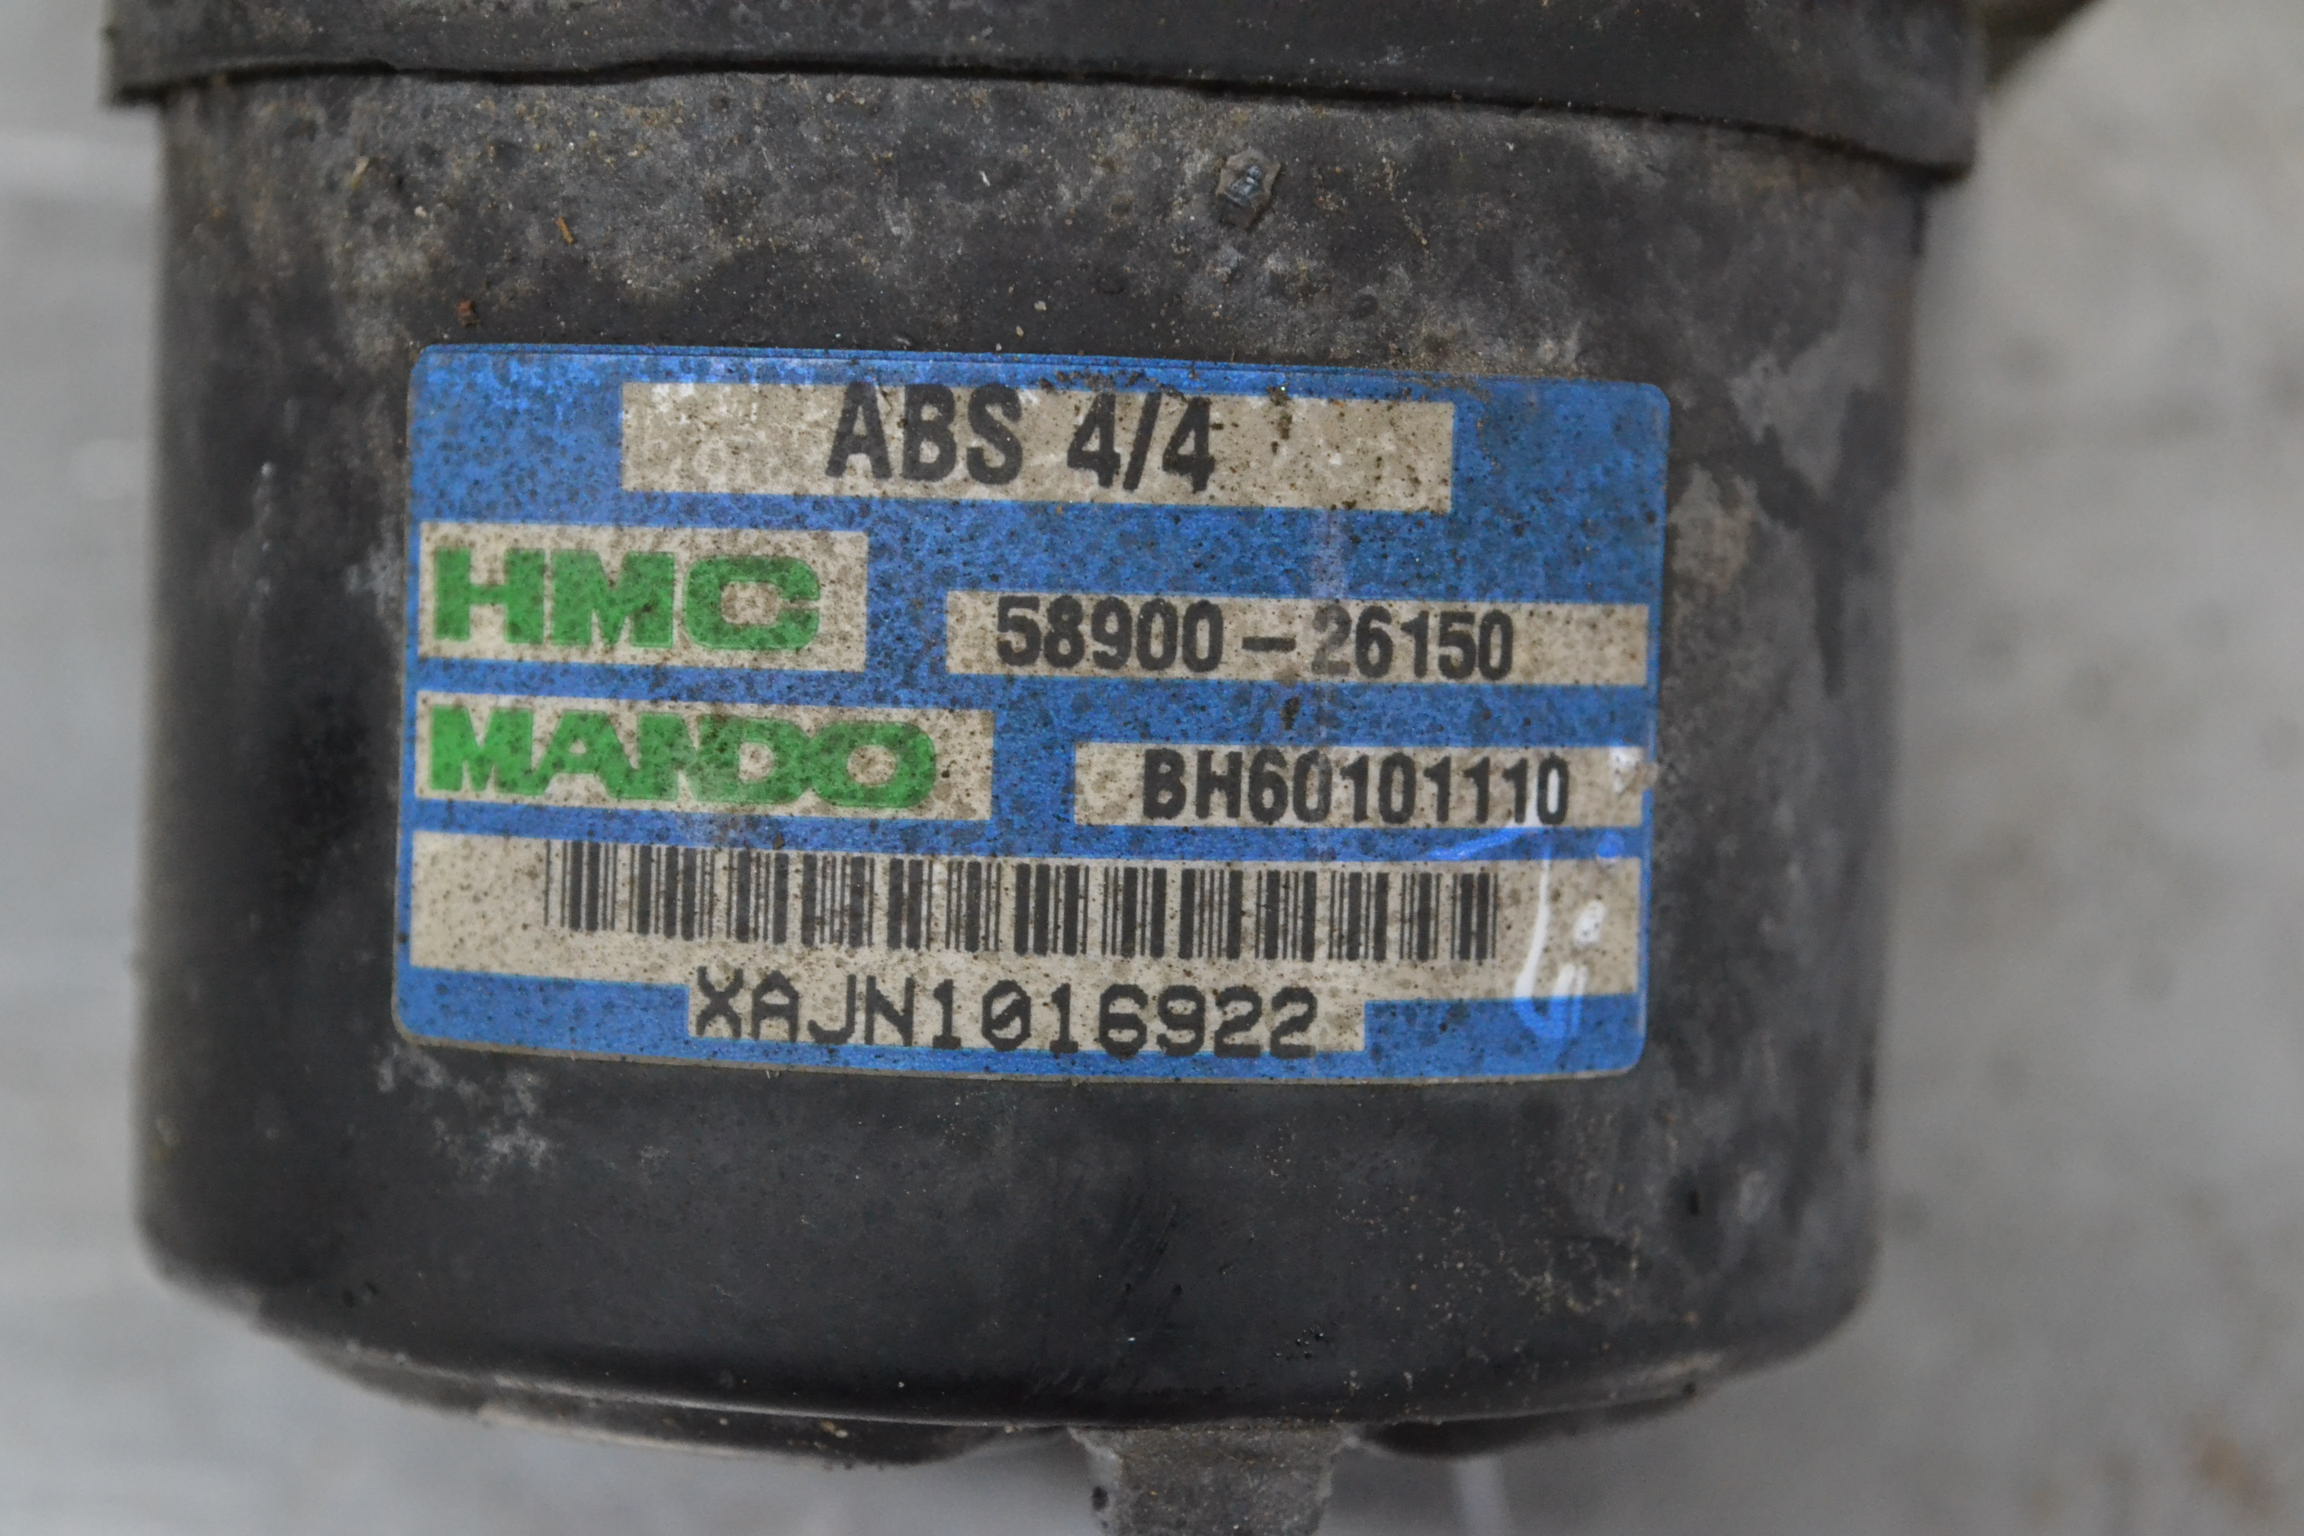 ABS 4/4
HMC 58900-26150
MANDO BH60101110
XAJN1016922